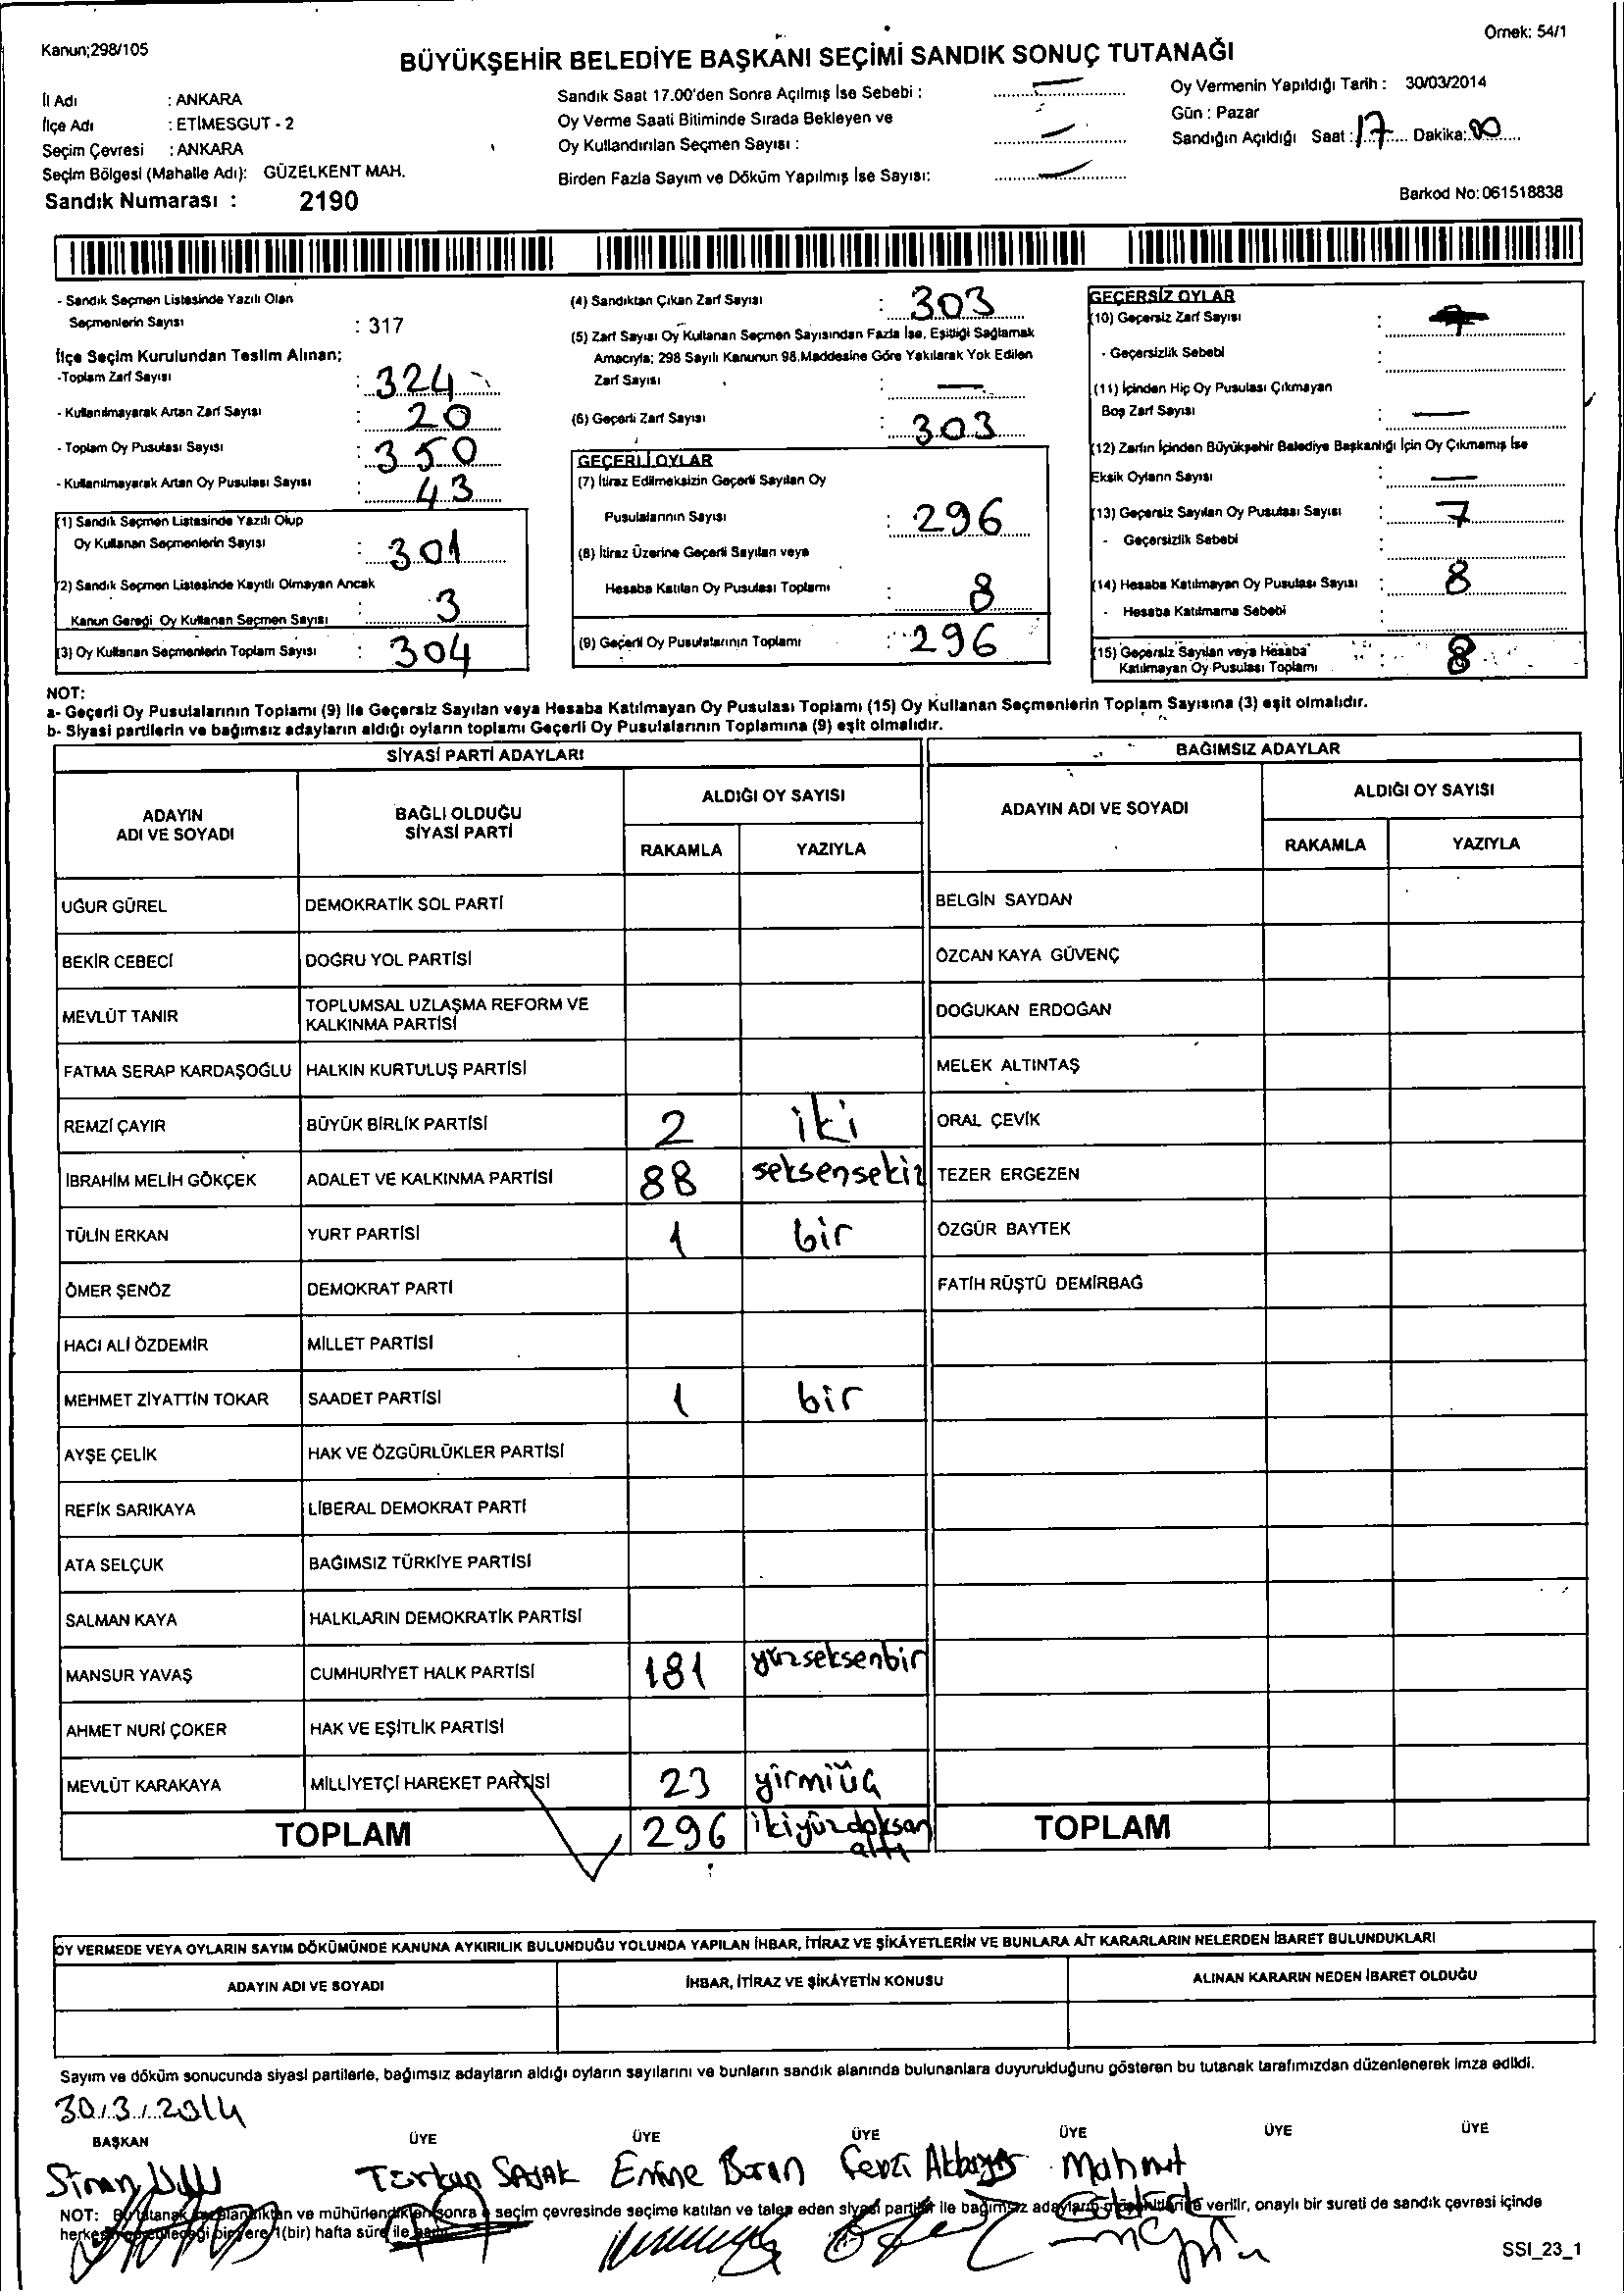 Kanun;298/105
Örnek: 54/1
BÜYÜKŞEHİR BELEDİYE BAŞKANI SEÇİMİ SANDIK SONUÇ TUTANAĞI
İl Adı : ANKARA
İlçe Adı : ETİMESGUT - 2
Seçim Çevresi : ANKARA
Seçim Bölgesi (Mahalle Adı): GÜZELKENT MAH.
Sandık Numarası : 2190
Sandık Saat 17.00'den Sonra Açılmış İse Sebebi :
Oy Verme Saati Bitiminde Sırada Bekleyen ve
Oy Kullandırılan Seçmen Sayısı :
Birden Fazla Sayım ve Döküm Yapılmış İse Sayısı:
Oy Vermenin Yapıldığı Tarih : 30/03/2014
Gün : Pazar
Sandığın Açıldığı Saat : 17 Dakika: 00
Barkod No: 061518838
- Sandık Seçmen Listesinde Yazılı Olan
Seçmenlerin Sayısı : 317
İlçe Seçim Kurulundan Teslim Alınan;
-Toplam Zarf Sayısı : 324
- Kullanılmayarak Artan Zarf Sayısı : 20
- Toplam Oy Pusulası Sayısı : 350
- Kullanılmayarak Artan Oy Pusulası Sayısı : 43
(1) Sandık Seçmen Listesinde Yazılı Olup
Oy Kullanan Seçmenlerin Sayısı : 301
(2) Sandık Seçmen Listesinde Kayıtlı Olmayan Ancak
Kanun Gereği Oy Kullanan Seçmen Sayısı : 3
(3) Oy Kullanan Seçmenlerin Toplam Sayısı : 304
(4) Sandıktan Çıkan Zarf Sayısı : 303
(5) Zarf Sayısı Oy Kullanan Seçmen Sayısından Fazla İse, Eşitliği Sağlamak
Amacıyla; 298 Sayılı Kanunun 98.Maddesine Göre Yakılarak Yok Edilen
Zarf Sayısı : —
(6) Geçerli Zarf Sayısı : 303
GEÇERLİ OYLAR
(7) İtiraz Edilmeksizin Geçerli Sayılan Oy
Pusulalarının Sayısı : 296
(8) İtiraz Üzerine Geçerli Sayılan veya
Hesaba Katılan Oy Pusulası Toplamı : 8
(9) Geçerli Oy Pusulalarının Toplamı : 296
GEÇERSİZ OYLAR
(10) Geçersiz Zarf Sayısı :
- Geçersizlik Sebebi :
(11) İçinden Hiç Oy Pusulası Çıkmayan
Boş Zarf Sayısı : —
(12) Zarfın İçinden Büyükşehir Belediye Başkanlığı İçin Oy Çıkmamış İse
Eksik Oyların Sayısı : —
(13) Geçersiz Sayılan Oy Pusulası Sayısı : 7
- Geçersizlik Sebebi :
(14) Hesaba Katılmayan Oy Pusulası Sayısı : 8
- Hesaba Katılmama Sebebi :
(15) Geçersiz Sayılan veya Hesaba
Katılmayan Oy Pusulası Toplamı : 8
NOT:
a- Geçerli Oy Pusulalarının Toplamı (9) İle Geçersiz Sayılan veya Hesaba Katılmayan Oy Pusulası Toplamı (15) Oy Kullanan Seçmenlerin Toplam Sayısına (3) eşit olmalıdır.
b- Siyasi partilerin ve bağımsız adayların aldığı oyların toplamı Geçerli Oy Pusulalarının Toplamına (9) eşit olmalıdır.
SİYASİ PARTİ ADAYLARI
BAĞIMSIZ ADAYLAR
ADAYIN ADI VE SOYADI
BAĞLI OLDUĞU SİYASİ PARTİ
ALDIĞI OY SAYISI
RAKAMLA YAZIYLA
ADAYIN ADI VE SOYADI
ALDIĞI OY SAYISI
RAKAMLA YAZIYLA
UĞUR GÜREL DEMOKRATİK SOL PARTİ BELGİN SAYDAN
BEKİR CEBECİ DOĞRU YOL PARTİSİ ÖZCAN KAYA GÜVENÇ
MEVLÜT TANIR TOPLUMSAL UZLAŞMA REFORM VE KALKINMA PARTİSİ DOĞUKAN ERDOĞAN
FATMA SERAP KARDAŞOĞLU HALKIN KURTULUŞ PARTİSİ MELEK ALTINTAŞ
REMZİ ÇAYIR BÜYÜK BİRLİK PARTİSİ 2 iki ORAL ÇEVİK
İBRAHİM MELİH GÖKÇEK ADALET VE KALKINMA PARTİSİ 88 seksensekiz TEZER ERGEZEN
TÜLİN ERKAN YURT PARTİSİ 1 bir ÖZGÜR BAYTEK
ÖMER ŞENÖZ DEMOKRAT PARTİ FATİH RÜŞTÜ DEMİRBAĞ
HACI ALİ ÖZDEMİR MİLLET PARTİSİ
MEHMET ZİYATTİN TOKAR SAADET PARTİSİ 1 bir
AYŞE ÇELİK HAK VE ÖZGÜRLÜKLER PARTİSİ
REFİK SARIKAYA LİBERAL DEMOKRAT PARTİ
ATA SELÇUK BAĞIMSIZ TÜRKİYE PARTİSİ
SALMAN KAYA HALKLARIN DEMOKRATİK PARTİSİ
MANSUR YAVAŞ CUMHURİYET HALK PARTİSİ 181 yüzseksenbir
AHMET NURİ ÇOKER HAK VE EŞİTLİK PARTİSİ
MEVLÜT KARAKAYA MİLLİYETÇİ HAREKET PARTİSİ 23 yirmiüç
TOPLAM 296 ikiyüzdoksan altı TOPLAM
OY VERMEDE VEYA OYLARIN SAYIM DÖKÜMÜNDE KANUNA AYKIRILIK BULUNDUĞU YOLUNDA YAPILAN İHBAR, İTİRAZ VE ŞİKAYETLERİN VE BUNLARA AİT KARARLARIN NELERDEN İBARET BULUNDUKLARI
ADAYIN ADI VE SOYADI İHBAR, İTİRAZ VE ŞİKAYETİN KONUSU ALINAN KARARIN NEDEN İBARET OLDUĞU
Sayım ve döküm sonucunda siyasi partilerle, bağımsız adayların aldığı oyların sayılarını ve bunların sandık alanında bulunanlara duyurulduğunu gösteren bu tutanak tarafımızdan düzenlenerek imza edildi.
30/3/2014
BAŞKAN ÜYE ÜYE ÜYE ÜYE ÜYE ÜYE
Emine Boran Mahmut
NOT: ve mühürlendikten sonra seçim çevresinde seçime katılan ve talep eden siyasi partiler ile bağımsız adayların verilir, onaylı bir sureti de sandık çevresi içinde
1(bir) hafta süre ile
SSI_23_1